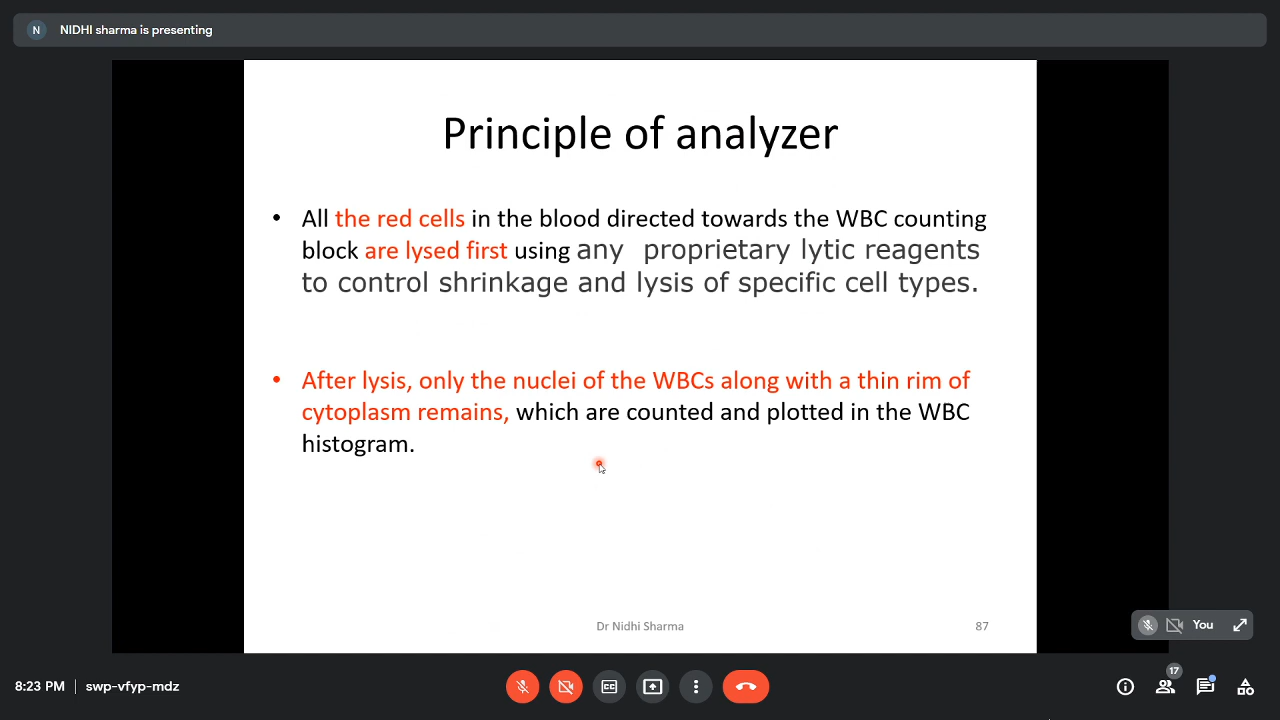 N NIDHI sharma is presenting
Principle of analyzer
• All the red cells in the blood directed towards the WBC counting
block are lysed first using any proprietary lytic reagents
to control shrinkage and lysis of specific cell types.
• After lysis, only the nuclei of the WBCs along with a thin rim of
cytoplasm remains, which are counted and plotted in the WBC
histogram.
Dr Nidhi Sharma 87
You
8:23 PM | swp-vfyp-mdz
CC
17